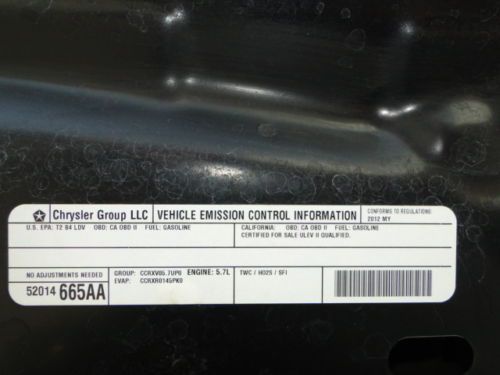 Chrysler Group LLC VEHICLE EMISSION CONTROL INFORMATION CONFORMS TO REGULATIONS:
2012 MY
U.S. EPA: T2 B4 LDV OBD: CA OBD II FUEL: GASOLINE
CALIFORNIA: OBD: CA OBD II FUEL: GASOLINE
CERTIFIED FOR SALE ULEV II QUALIFIED.
NO ADJUSTMENTS NEEDED
52014 665AA
GROUP: CCRXV05.7UP0 ENGINE: 5.7L
EVAP: CCRXR0145PK0
TWC / HO2S / SFI